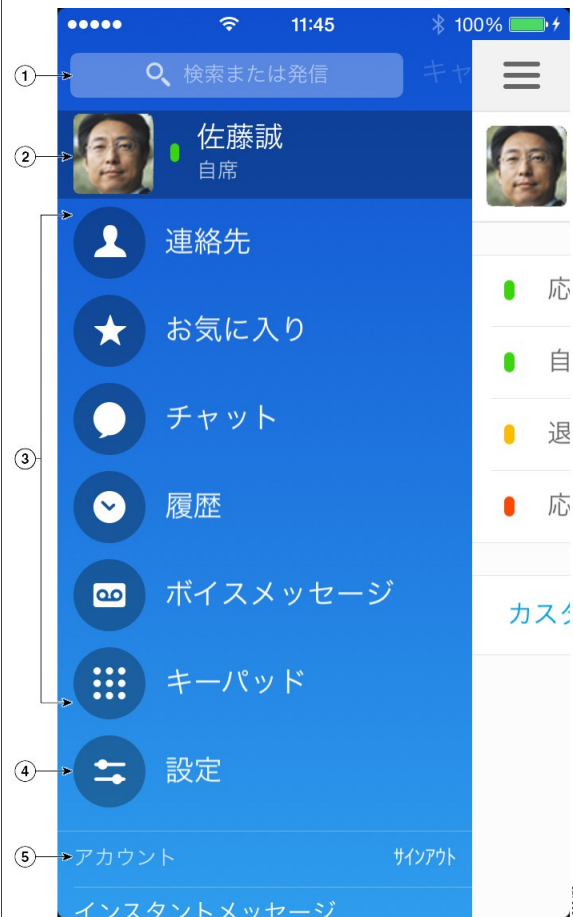 11:45
100%
① 検索または発信 キャ
② 佐藤誠
自席
③
連絡先
お気に入り
チャット
履歴
ボイスメッセージ
キーパッド
④ 設定
⑤ アカウント サインアウト
インスタントメッセージ
応
自
退
応
カスタ